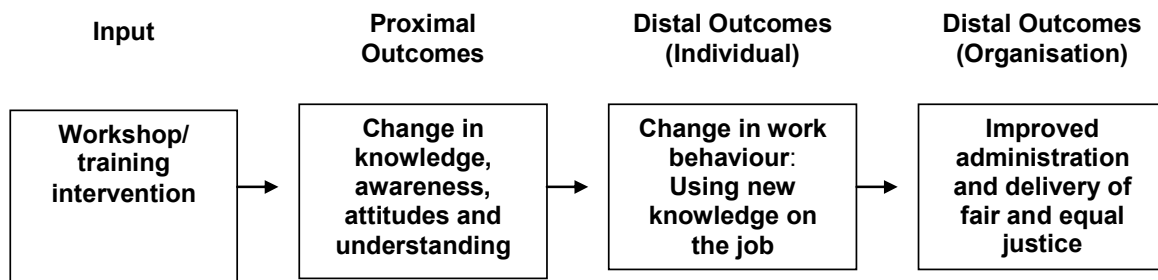 Input
Proximal
Outcomes
Distal Outcomes
(Individual)
Distal Outcomes
(Organisation)
Workshop/
training
intervention
Change in
knowledge,
awareness,
attitudes and
understanding
Change in work
behaviour:
Using new
knowledge on
the job
Improved
administration
and delivery of
fair and equal
justice